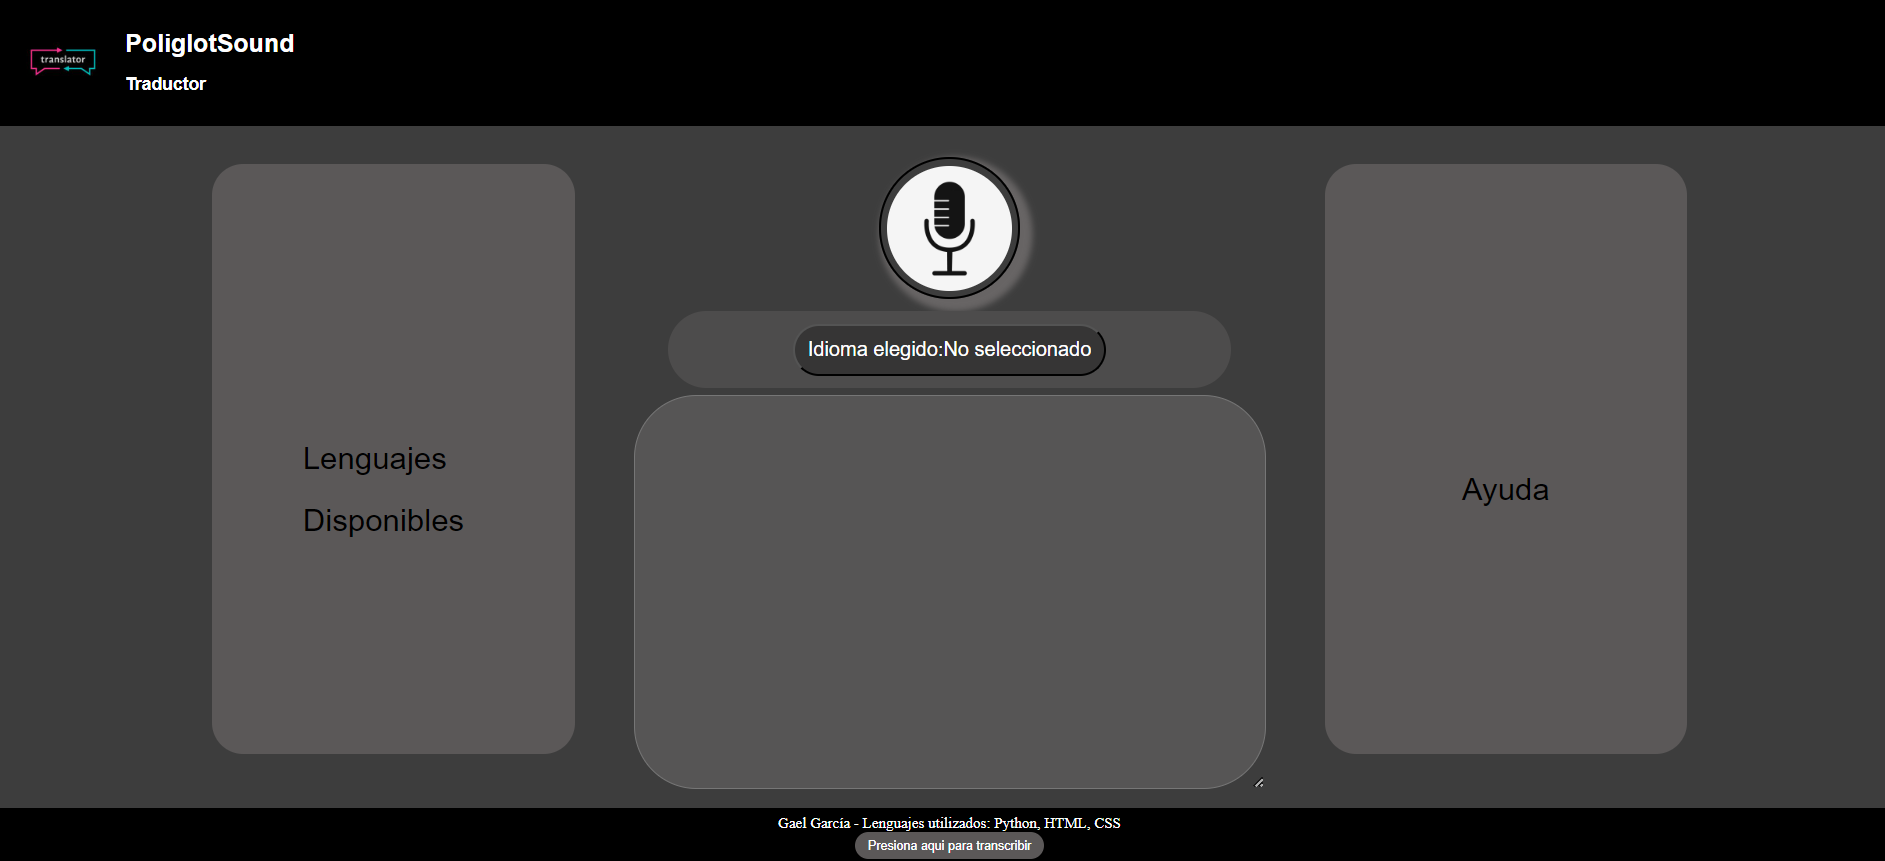 translator
PoliglotSound
Traductor
Lenguajes
Disponibles
Idioma elegido:No seleccionado
Ayuda
Gael García - Lenguajes utilizados: Python, HTML, CSS
Presiona aqui para transcribir